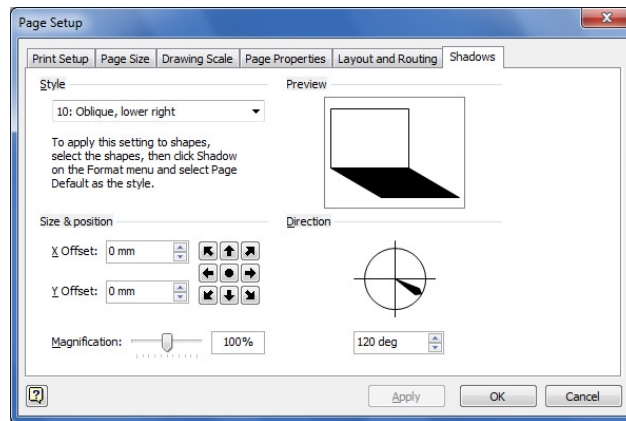 Page Setup
Print Setup Page Size Drawing Scale Page Properties Layout and Routing Shadows
Style
10: Oblique, lower right
To apply this setting to shapes,
select the shapes, then click Shadow
on the Format menu and select Page
Default as the style.
Preview
Size & position
X Offset: 0 mm
Y Offset: 0 mm
Magnification: 100%
Direction
120 deg
?
Apply OK Cancel